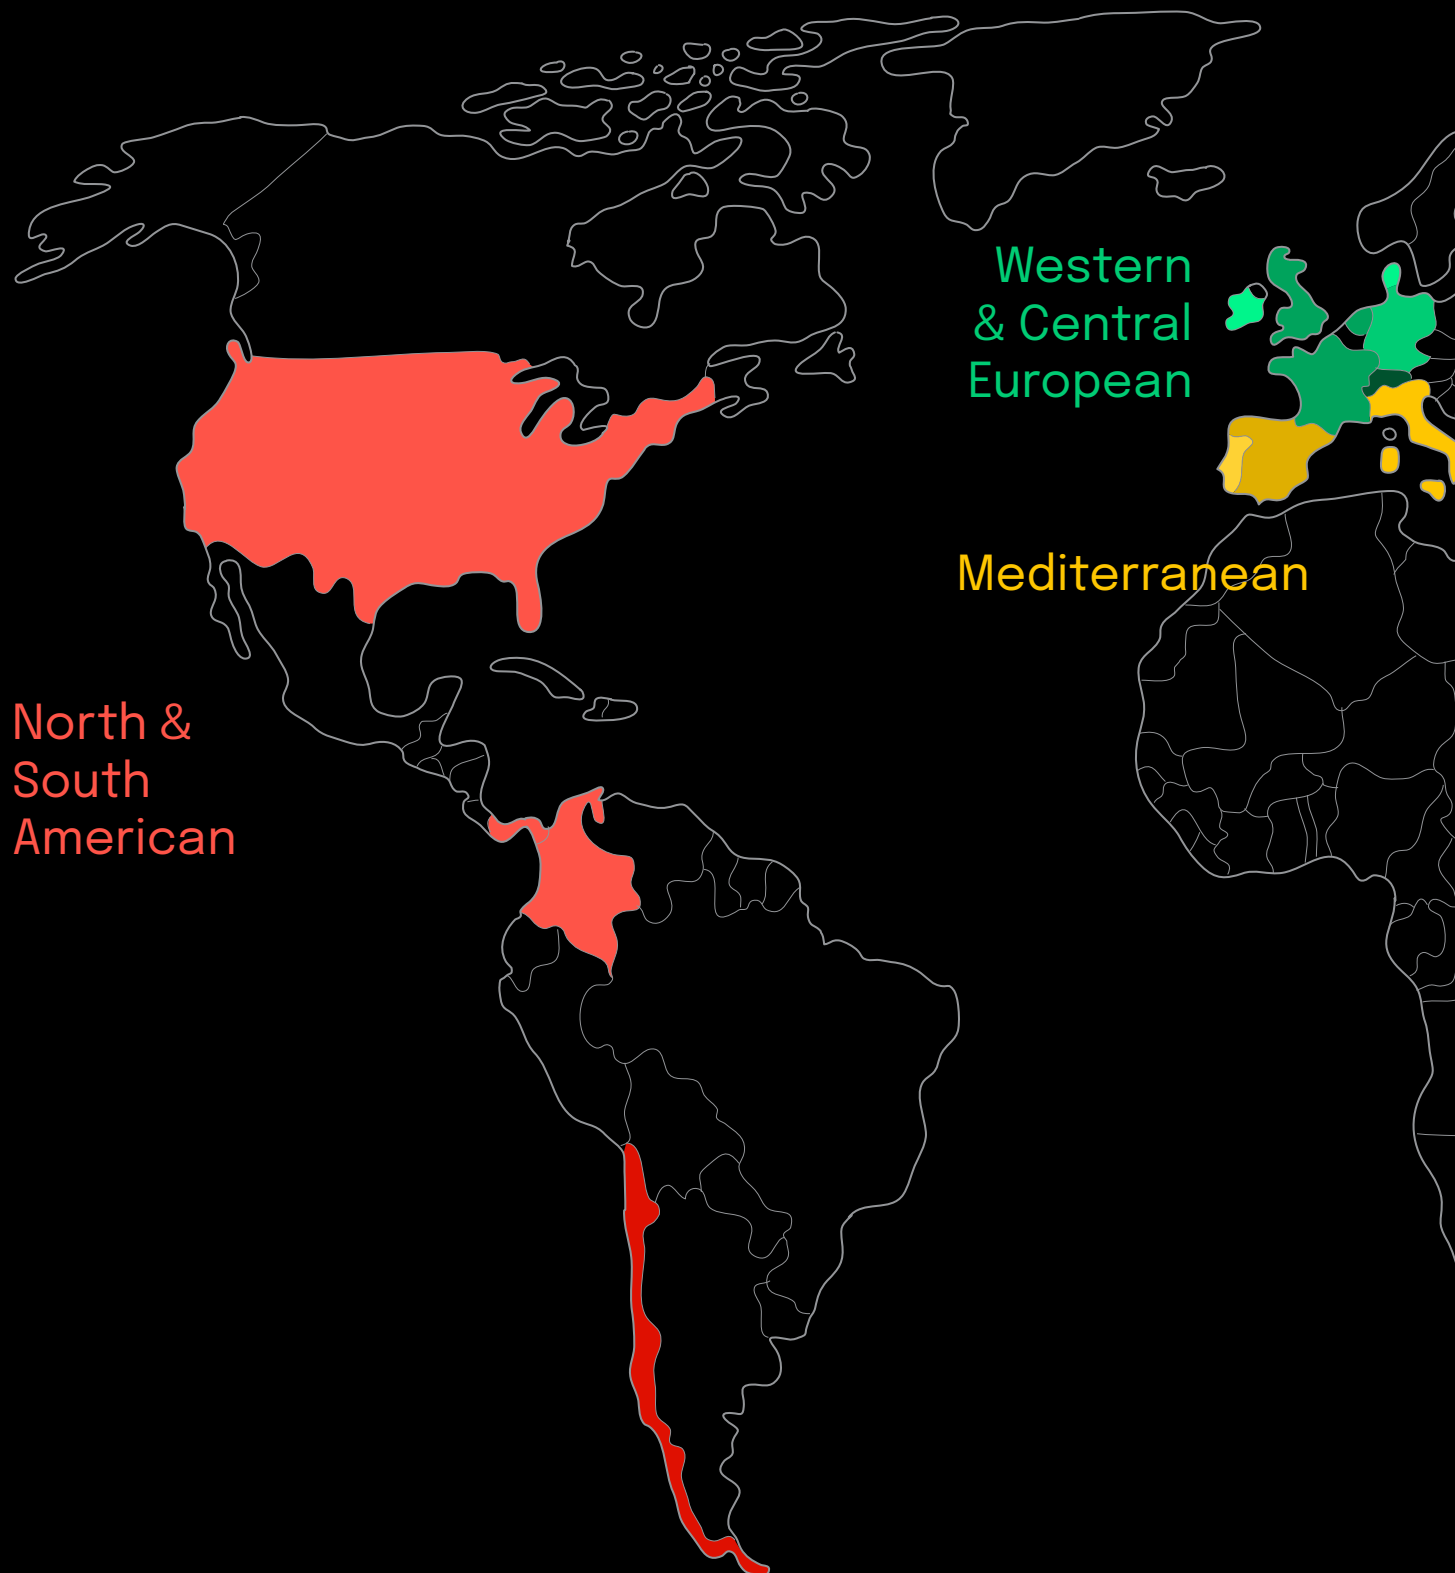 Western
& Central
European
Mediterranean
North &
South
American